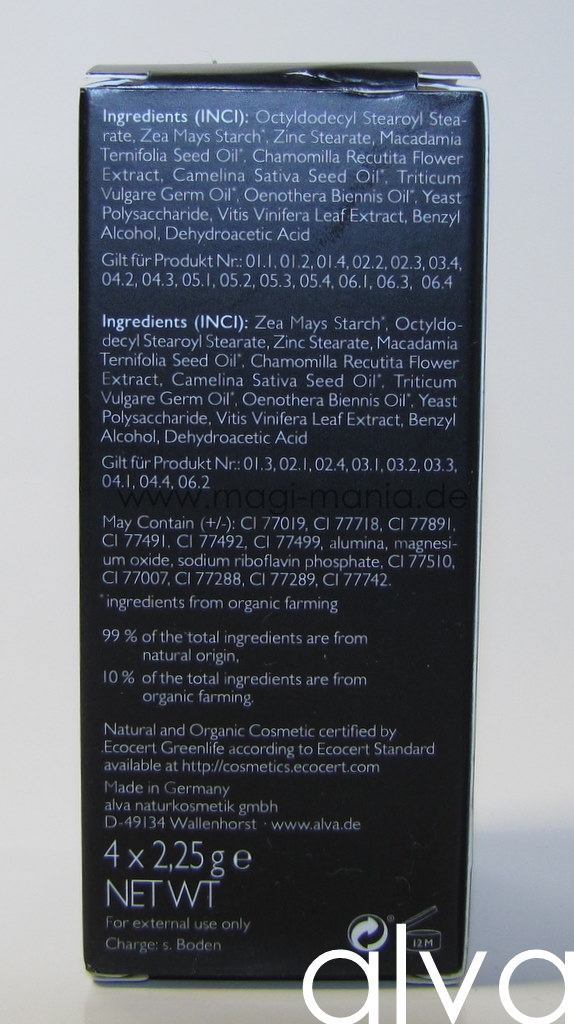 Ingredients (INCI): Octyldodecyl Stearoyl Stea-
rate, Zea Mays Starch*, Zinc Stearate, Macadamia
Ternifolia Seed Oil*, Chamomilla Recutita Flower
Extract, Camelina Sativa Seed Oil*, Triticum
Vulgare Germ Oil*, Oenothera Biennis Oil*, Yeast
Polysaccharide, Vitis Vinifera Leaf Extract, Benzyl
Alcohol, Dehydroacetic Acid
Gilt für Produkt Nr.: 01.1, 01.2, 01.4, 02.2, 02.3, 03.4,
04.2, 04.3, 05.1, 05.2, 05.3, 05.4, 06.1, 06.3, 06.4
Ingredients (INCI): Zea Mays Starch*, Octyldo-
decyl Stearoyl Stearate, Zinc Stearate, Macadamia
Ternifolia Seed Oil*, Chamomilla Recutita Flower
Extract, Camelina Sativa Seed Oil*, Triticum
Vulgare Germ Oil*, Oenothera Biennis Oil*, Yeast
Polysaccharide, Vitis Vinifera Leaf Extract, Benzyl
Alcohol, Dehydroacetic Acid
Gilt für Produkt Nr.: 01.3, 02.1, 02.4, 03.1, 03.2, 03.3,
04.1, 04.4, 06.2
www.magi-mania.de
May Contain (+/-): CI 77019, CI 77718, CI 77891,
CI 77491, CI 77492, CI 77499, alumina, magnesi-
um oxide, sodium riboflavin phosphate, CI 77510,
CI 77007, CI 77288, CI 77289, CI 77742.
*ingredients from organic farming
99 % of the total ingredients are from
natural origin,
10 % of the total ingredients are from
organic farming.
Natural and Organic Cosmetic certified by
Ecocert Greenlife according to Ecocert Standard
available at http://cosmetics.ecocert.com
Made in Germany
alva naturkosmetik gmbh
D-49134 Wallenhorst · www.alva.de
4 x 2,25 g e
NET WT
For external use only
Charge: s. Boden
12 M
alva